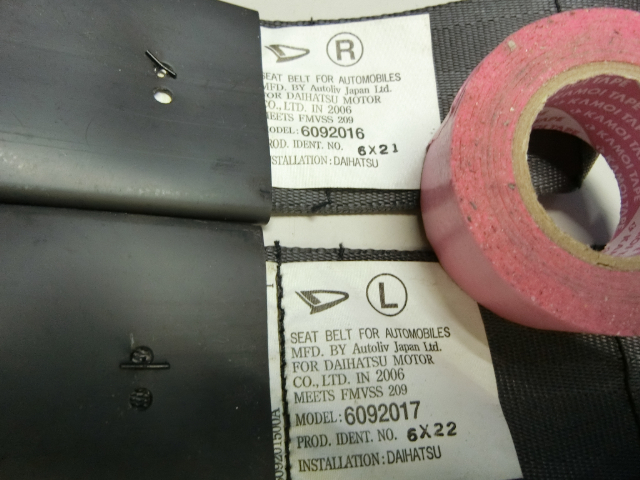 R
SEAT BELT FOR AUTOMOBILES
MFD. BY Autoliv Japan Ltd.
FOR DAIHATSU MOTOR
CO., LTD. IN 2006
MEETS FMVSS 209
MODEL: 6092016
PROD. IDENT. NO. 6X21
INSTALLATION: DAIHATSU
KAMOI TAPE
L
SEAT BELT FOR AUTOMOBILES
MFD. BY Autoliv Japan Ltd.
FOR DAIHATSU MOTOR
CO., LTD. IN 2006
MEETS FMVSS 209
MODEL: 6092017
PROD. IDENT. NO. 6X22
INSTALLATION: DAIHATSU